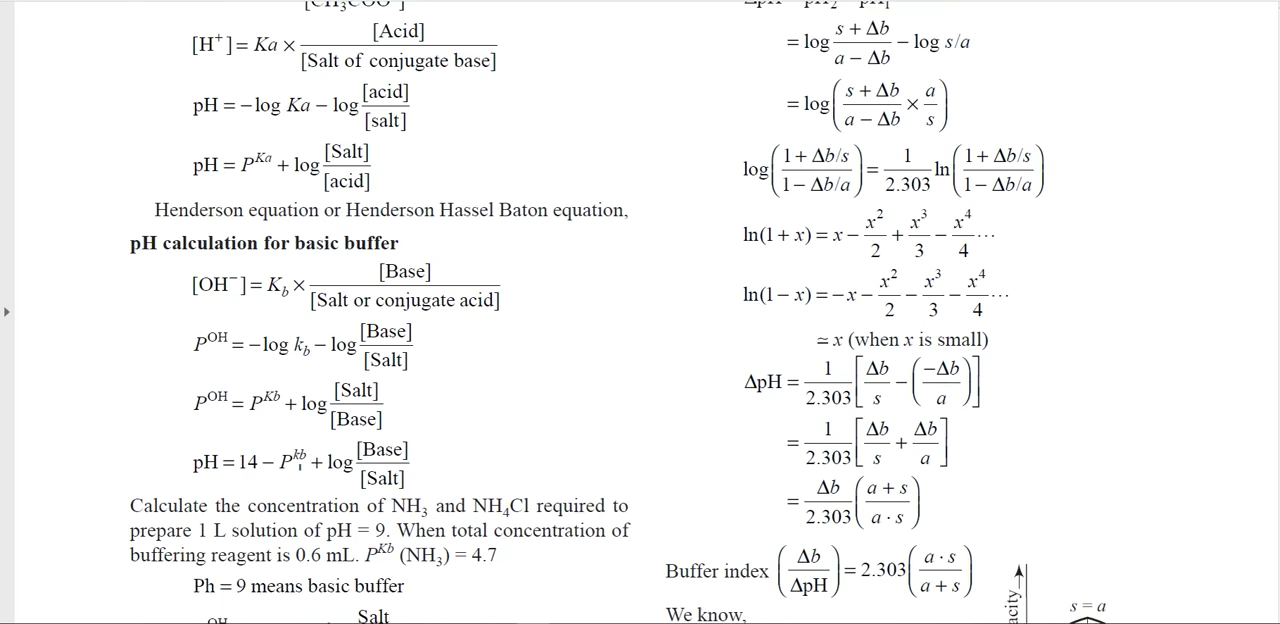 [CH₃COO⁻]
[H⁺] = Ka × [Acid] / [Salt of conjugate base]
pH = −log Ka − log [acid] / [salt]
pH = P^Ka + log [Salt] / [acid]
Henderson equation or Henderson Hassel Baton equation,
pH calculation for basic buffer
[OH⁻] = K_b × [Base] / [Salt or conjugate acid]
P^OH = −log k_b − log [Base] / [Salt]
P^OH = P^Kb + log [Salt] / [Base]
pH = 14 − P^kb + log [Base] / [Salt]
Calculate the concentration of NH₃ and NH₄Cl required to
prepare 1 L solution of pH = 9. When total concentration of
buffering reagent is 0.6 mL. P^Kb (NH₃) = 4.7
Ph = 9 means basic buffer
OH Salt
ΔpH = pH₂ − pH₁
= log (s + Δb) / (a − Δb) − log s/a
= log( (s + Δb) / (a − Δb) × a / s )
log( (1 + Δb/s) / (1 − Δb/a) ) = 1 / 2.303 ln( (1 + Δb/s) / (1 − Δb/a) )
ln(1 + x) = x − x² / 2 + x³ / 3 − x⁴ / 4 ···
ln(1 − x) = −x − x² / 2 − x³ / 3 − x⁴ / 4 ···
≃ x (when x is small)
ΔpH = 1 / 2.303 [ Δb / s − ( −Δb / a ) ]
= 1 / 2.303 [ Δb / s + Δb / a ]
= Δb / 2.303 ( (a + s) / (a · s) )
Buffer index ( Δb / ΔpH ) = 2.303 ( (a · s) / (a + s) )
We know,
acity
s = a